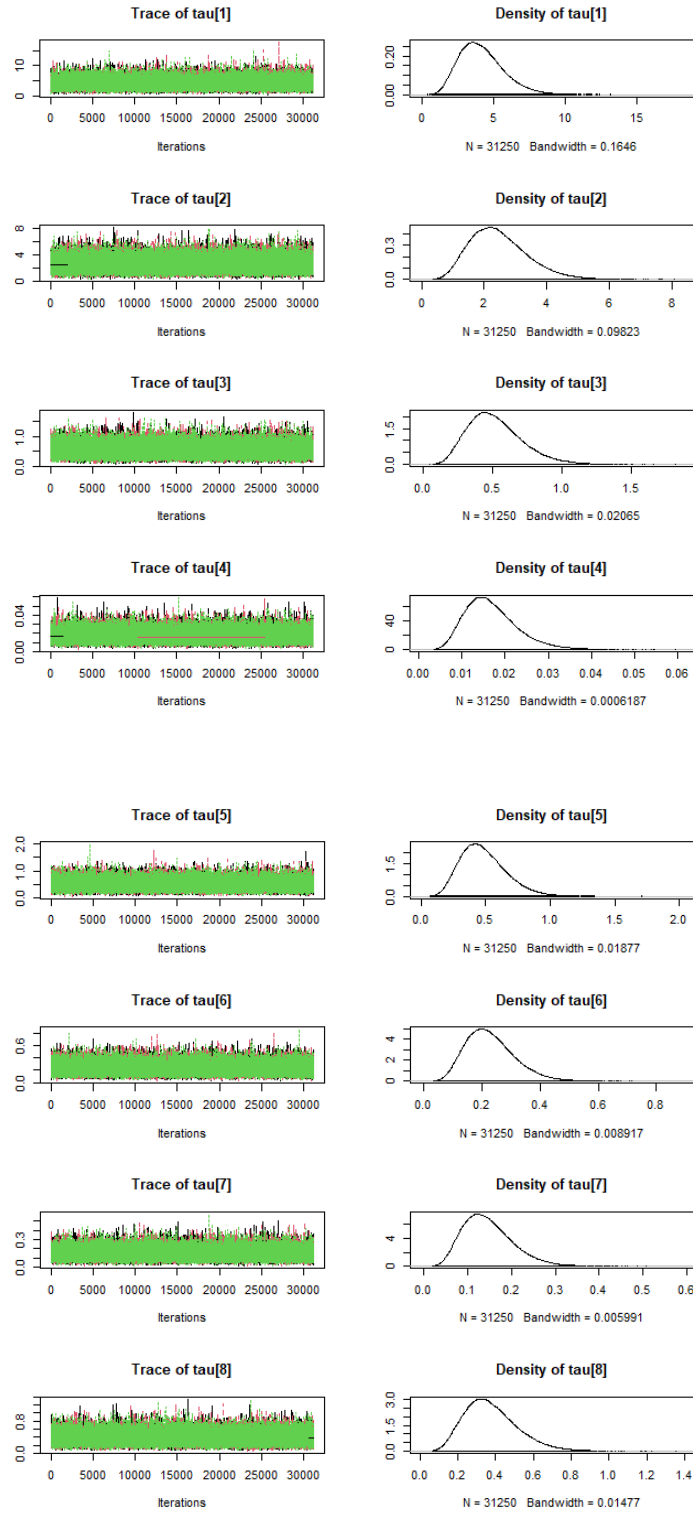 Trace of tau[1] Density of tau[1]
0 10
0.00 0.20
0 5000 10000 15000 20000 25000 30000
0 5 10 15
Iterations N = 31250 Bandwidth = 0.1646
Trace of tau[2] Density of tau[2]
0 4 8
0.0 0.3
0 5000 10000 15000 20000 25000 30000
0 2 4 6 8
Iterations N = 31250 Bandwidth = 0.09823
Trace of tau[3] Density of tau[3]
0.0 1.0
0.0 1.5
0 5000 10000 15000 20000 25000 30000
0.0 0.5 1.0 1.5
Iterations N = 31250 Bandwidth = 0.02065
Trace of tau[4] Density of tau[4]
0.00 0.04
0 40
0 5000 10000 15000 20000 25000 30000
0.00 0.01 0.02 0.03 0.04 0.05 0.06
Iterations N = 31250 Bandwidth = 0.0006187
Trace of tau[5] Density of tau[5]
0.0 1.0 2.0
0.0 1.5
0 5000 10000 15000 20000 25000 30000
0.0 0.5 1.0 1.5 2.0
Iterations N = 31250 Bandwidth = 0.01877
Trace of tau[6] Density of tau[6]
0.0 0.6
0 2 4
0 5000 10000 15000 20000 25000 30000
0.0 0.2 0.4 0.6 0.8
Iterations N = 31250 Bandwidth = 0.008917
Trace of tau[7] Density of tau[7]
0.0 0.3
0 4
0 5000 10000 15000 20000 25000 30000
0.0 0.1 0.2 0.3 0.4 0.5 0.6
Iterations N = 31250 Bandwidth = 0.005991
Trace of tau[8] Density of tau[8]
0.0 0.8
0.0 1.5 3.0
0 5000 10000 15000 20000 25000 30000
0.0 0.2 0.4 0.6 0.8 1.0 1.2 1.4
Iterations N = 31250 Bandwidth = 0.01477